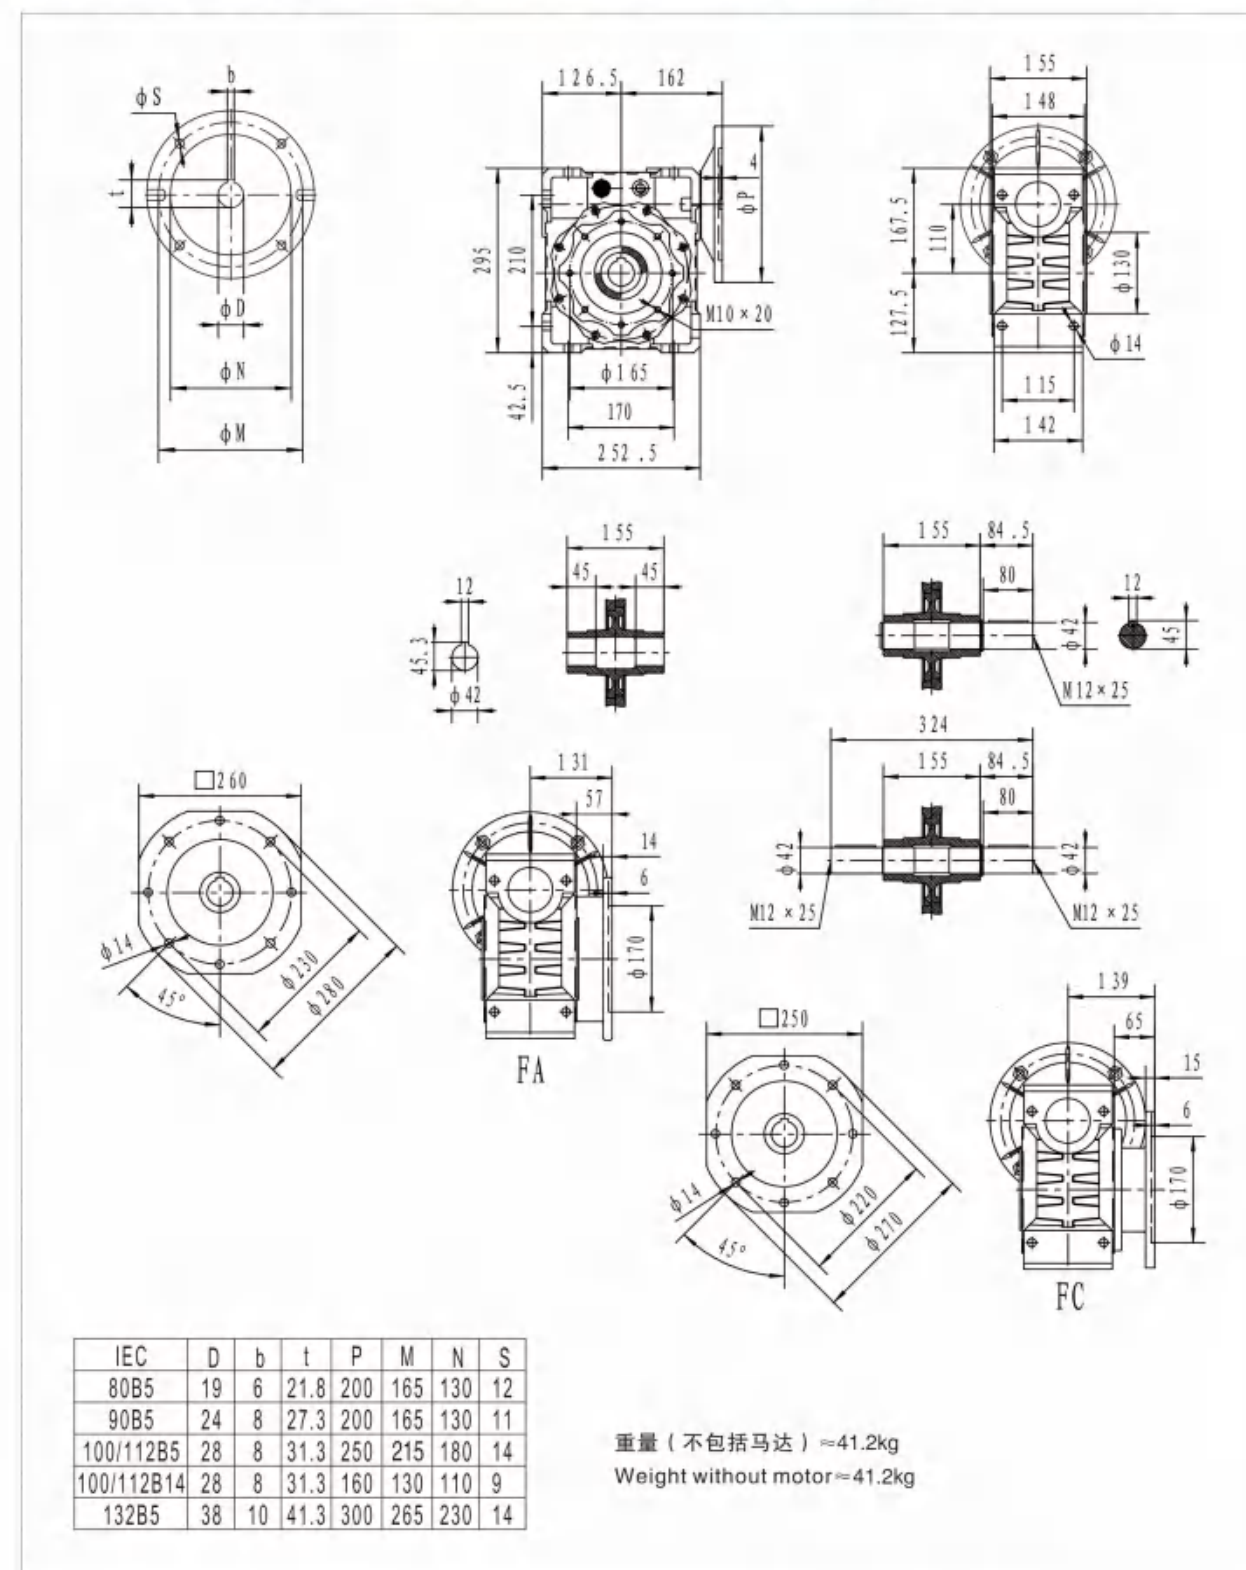 b
φS
t
φD
φN
φM
126.5 162
4
φP
295
210
M10×20
42.5
φ165
170
252.5
155
148
167.5
110
127.5
φ130
φ14
115
142
155
45 45
12
45.3
φ42
155 84.5
80
φ42
12
45
M12×25
324
155 84.5
80
φ42
φ42
M12×25
M12×25
□260
φ14
45°
φ230
φ280
131
57
14
6
φ170
FA
□250
φ14
45°
φ220
φ270
139
65
15
6
φ170
FC
IEC D b t P M N S
80B5 19 6 21.8 200 165 130 12
90B5 24 8 27.3 200 165 130 11
100/112B5 28 8 31.3 250 215 180 14
100/112B14 28 8 31.3 160 130 110 9
132B5 38 10 41.3 300 265 230 14
重量（不包括马达）≈41.2kg
Weight without motor≈41.2kg